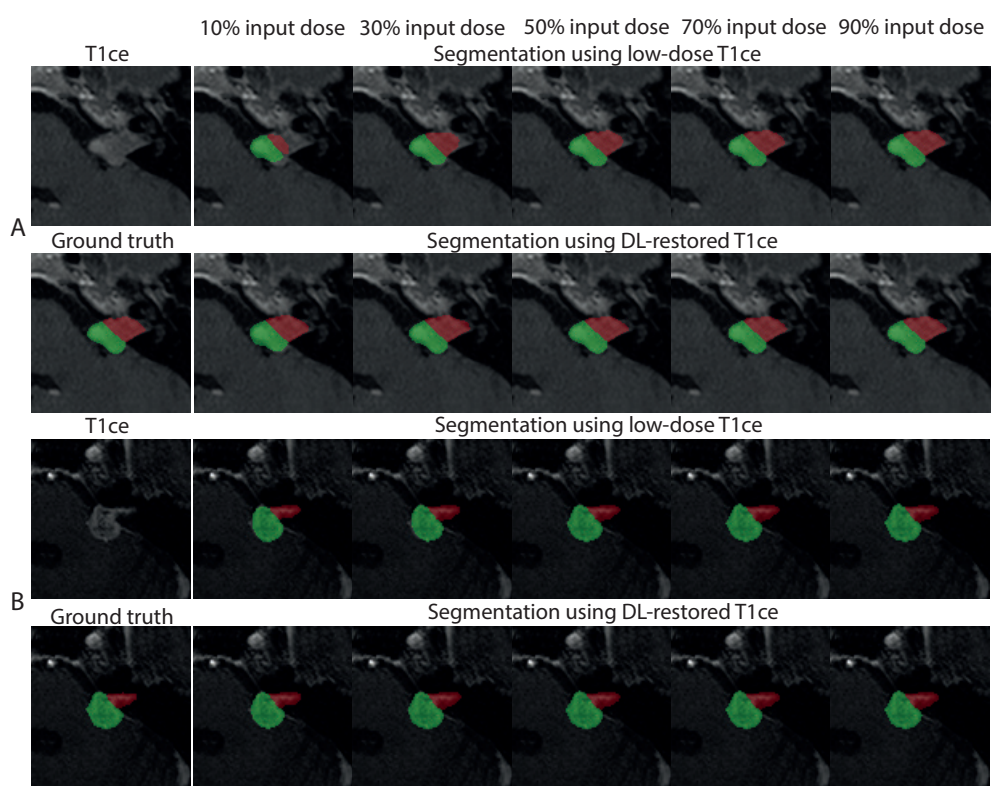 10% input dose 30% input dose 50% input dose 70% input dose 90% input dose
T1ce Segmentation using low-dose T1ce
A
Ground truth Segmentation using DL-restored T1ce
T1ce Segmentation using low-dose T1ce
B
Ground truth Segmentation using DL-restored T1ce